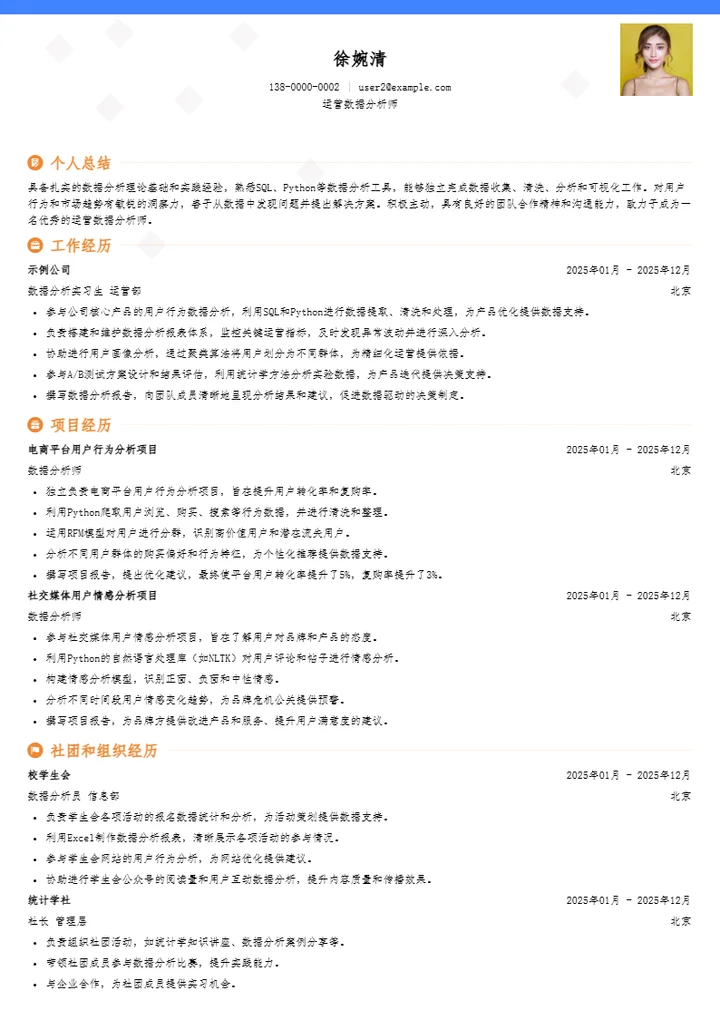 徐婉清
138-0000-0002 | user2@example.com
运营数据分析师
个人总结
具备扎实的数据分析理论基础和实践经验，熟悉SQL、Python等数据分析工具，能够独立完成数据收集、清洗、分析和可视化工作。对用户
行为和市场趋势有敏锐的洞察力，善于从数据中发现问题并提出解决方案。积极主动，具有良好的团队合作精神和沟通能力，致力于成为一
名优秀的运营数据分析师。
工作经历
示例公司 2025年01月 - 2025年12月
数据分析实习生 运营部 北京
• 参与公司核心产品的用户行为数据分析，利用SQL和Python进行数据提取、清洗和处理，为产品优化提供数据支持。
• 负责搭建和维护数据分析报表体系，监控关键运营指标，及时发现异常波动并进行深入分析。
• 协助进行用户画像分析，通过聚类算法将用户划分为不同群体，为精细化运营提供依据。
• 参与A/B测试方案设计和结果评估，利用统计学方法分析实验数据，为产品迭代提供决策支持。
• 撰写数据分析报告，向团队成员清晰地呈现分析结果和建议，促进数据驱动的决策制定。
项目经历
电商平台用户行为分析项目 2025年01月 - 2025年12月
数据分析师 北京
• 独立负责电商平台用户行为分析项目，旨在提升用户转化率和复购率。
• 利用Python爬取用户浏览、购买、搜索等行为数据，并进行清洗和整理。
• 运用RFM模型对用户进行分群，识别高价值用户和潜在流失用户。
• 分析不同用户群体的购买偏好和行为特征，为个性化推荐提供数据支持。
• 撰写项目报告，提出优化建议，最终使平台用户转化率提升了5%，复购率提升了3%。
社交媒体用户情感分析项目 2025年01月 - 2025年12月
数据分析师 北京
• 参与社交媒体用户情感分析项目，旨在了解用户对品牌和产品的态度。
• 利用Python的自然语言处理库（如NLTK）对用户评论和帖子进行情感分析。
• 构建情感分析模型，识别正面、负面和中性情感。
• 分析不同时间段用户情感变化趋势，为品牌危机公关提供预警。
• 撰写项目报告，为品牌方提供改进产品和服务、提升用户满意度的建议。
社团和组织经历
校学生会 2025年01月 - 2025年12月
数据分析员 信息部 北京
• 负责学生会各项活动的报名数据统计和分析，为活动策划提供数据支持。
• 利用Excel制作数据分析报表，清晰展示各项活动的参与情况。
• 参与学生会网站的用户行为分析，为网站优化提供建议。
• 协助进行学生会公众号的阅读量和用户互动数据分析，提升内容质量和传播效果。
统计学社 2025年01月 - 2025年12月
社长 管理层 北京
• 负责组织社团活动，如统计学知识讲座、数据分析案例分享等。
• 带领社团成员参与数据分析比赛，提升实践能力。
• 与企业合作，为社团成员提供实习机会。